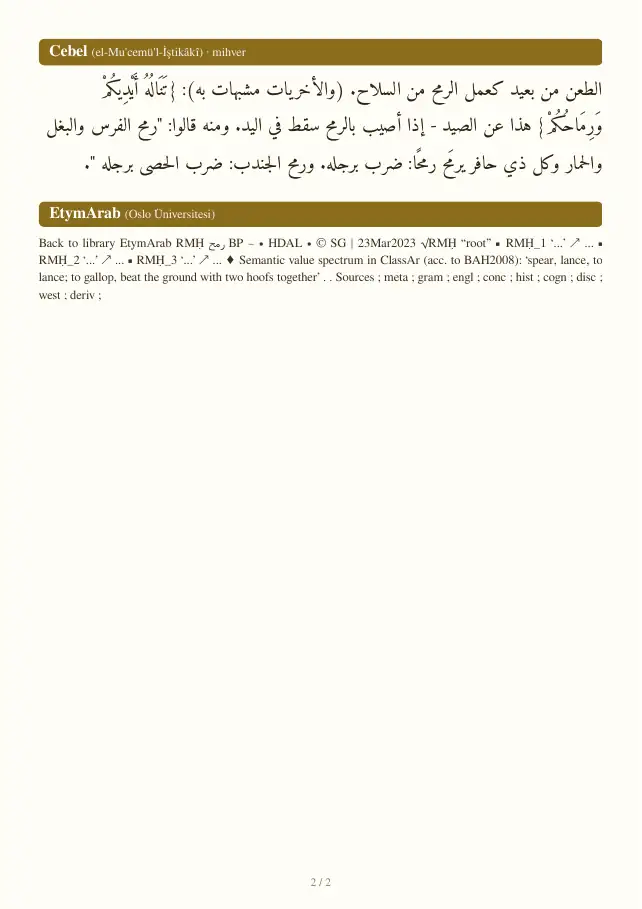 Cebel (el-Mu'cemü'l-İştikâkî) · mihver
الطعن من بعيد كعمل الرمح من السلاح. (والأخريات مشبهات به): {تَنَالُهُ أَيْدِيكُمْ
وَرِمَاحُكُمْ} هذا عن الصيد - إذا أصيب بالرمح سقط في اليد. ومنه قالوا: "رمح الفرس والبغل
والحمار وكل ذي حافر يرمَح رمحًا: ضرب برجله. ورمح الجندب: ضرب الحصى برجله ".
EtymArab (Oslo Üniversitesi)
Back to library EtymArab RMḤ رمح BP – ▪ HDAL ▪ © SG | 23Mar2023 √RMḤ “root” ▪ RMḤ_1 ‘...’ ↗ ... ▪
RMḤ_2 ‘...’ ↗ ... ▪ RMḤ_3 ‘...’ ↗ ... ♦ Semantic value spectrum in ClassAr (acc. to BAH2008): ‘spear, lance, to
lance; to gallop, beat the ground with two hoofs together’ . . Sources ; meta ; gram ; engl ; conc ; hist ; cogn ; disc ;
west ; deriv ;
2 / 2